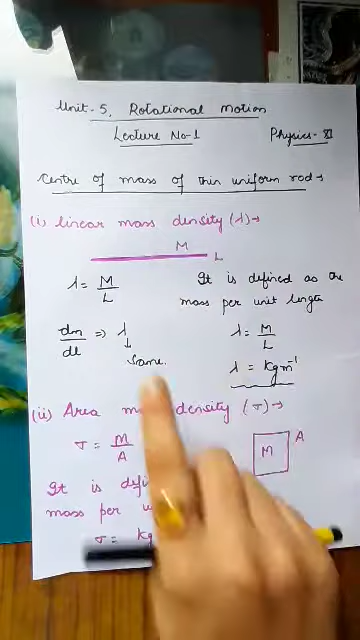 Unit-5, Rotational Motion
Lecture No-1 Physics-XI
Centre of mass of thin uniform rod→
(i) linear mass density (λ)→
M L
λ = M/L It is defined as the
mass per unit length
dm/dl ⇒ λ λ = M/L
↓
Same. λ = kgm⁻¹
(ii) Area density (σ)→
σ = M/A M A
It is
mass per
σ =